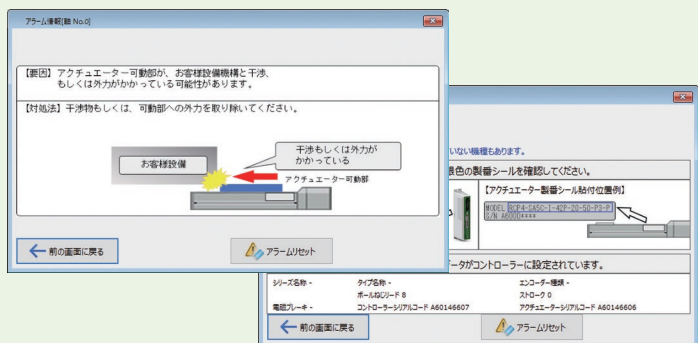 アラーム情報[軸 No.0]
【要因】アクチュエーター可動部が、お客様設備機構と干渉、
もしくは外力がかかっている可能性があります。
【対処法】干渉物もしくは、可動部への外力を取り除いてください。
お客様設備
干渉もしくは外力が
かかっている
アクチュエーター可動部
前の画面に戻る
アラームリセット
いない機種もあります。
銀色の製番シールを確認してください。
【アクチュエーター製番シール貼付位置例】
MODEL RCP4-SA5C-I-42P-20-50-P3-P
S/N A6000****
データがコントローラーに設定されています。
シリーズ名称 -
タイプ名称 -
エンコーダー種類 -
ボールねじリード 8
ストローク 0
電磁ブレーキ -
コントローラーシリアルコード A60146607
アクチュエーターシリアルコード A60146606
前の画面に戻る
アラームリセット